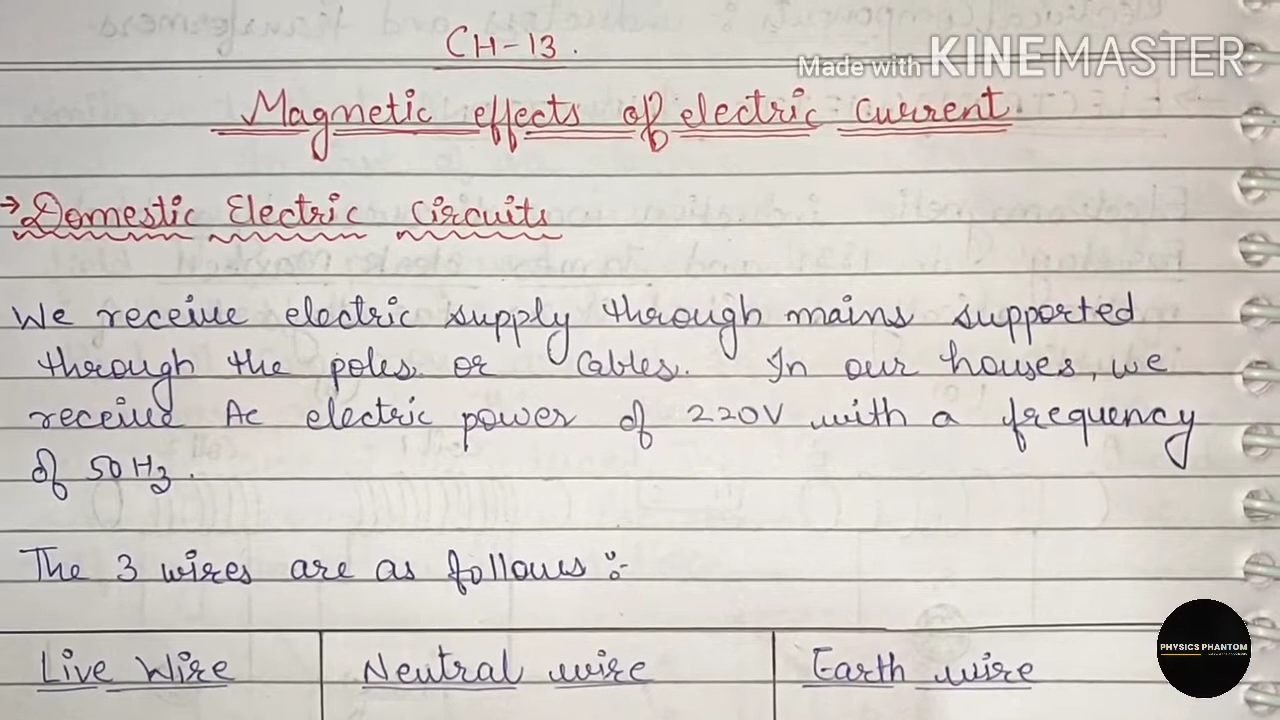 CH-13.
Made with KINEMASTER
Magnetic effects of electric current.
→Domestic Electric Circuits
We receive electric supply through mains supported
through the poles or Cables. In our houses, we
receive Ac electric power of 220V with a frequency
of 50Hz.
The 3 wires are as follows :-
Live Wire
Neutral wire
Earth wire
PHYSICS PHANTOM